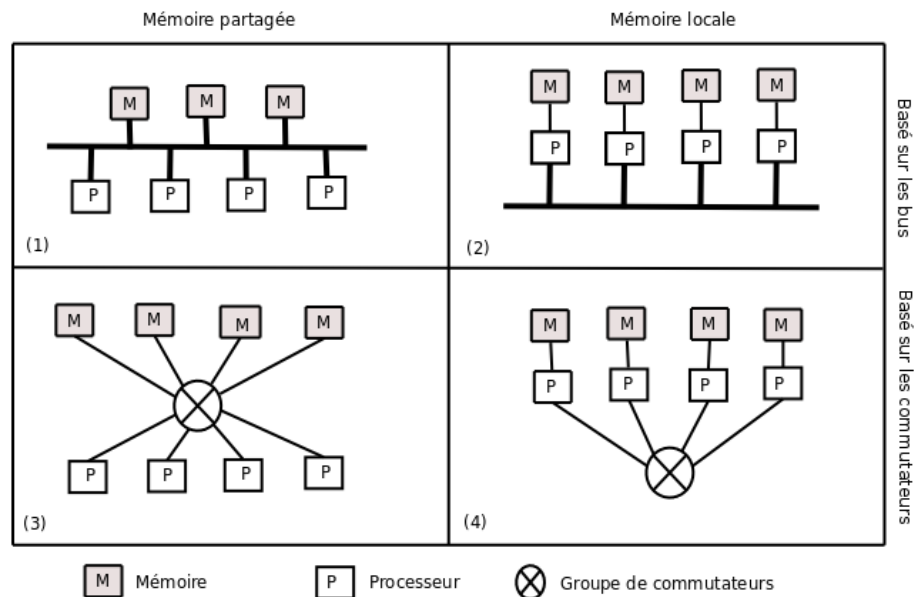 Mémoire partagée
Mémoire locale
M
M
M
P
P
P
P
(1)
M
M
M
M
P
P
P
P
(2)
Basé sur les bus
M
M
M
M
P
P
P
P
(3)
M
M
M
M
P
P
P
P
(4)
Basé sur les commutateurs
M Mémoire
P Processeur
Groupe de commutateurs